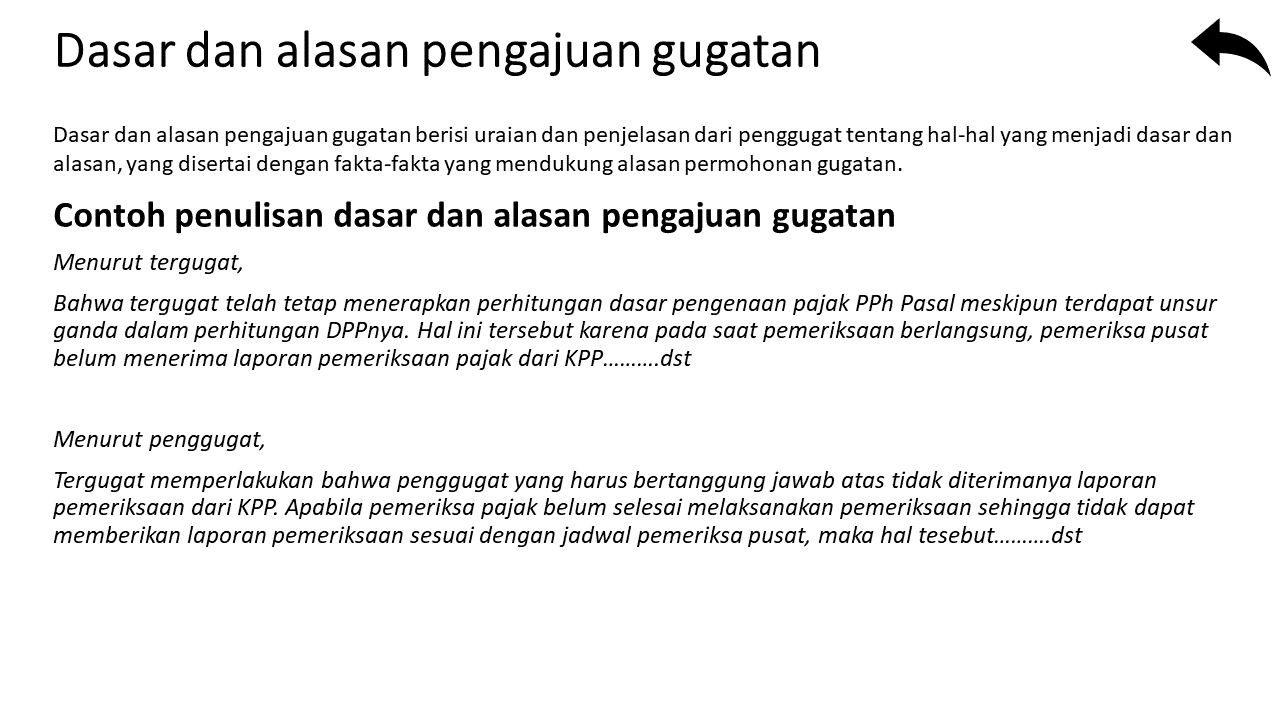 Dasar dan alasan pengajuan gugatan
Dasar dan alasan pengajuan gugatan berisi uraian dan penjelasan dari penggugat tentang hal-hal yang menjadi dasar dan
alasan, yang disertai dengan fakta-fakta yang mendukung alasan permohonan gugatan.
Contoh penulisan dasar dan alasan pengajuan gugatan
Menurut tergugat,
Bahwa tergugat telah tetap menerapkan perhitungan dasar pengenaan pajak PPh Pasal meskipun terdapat unsur
ganda dalam perhitungan DPPnya. Hal ini tersebut karena pada saat pemeriksaan berlangsung, pemeriksa pusat
belum menerima laporan pemeriksaan pajak dari KPP……….dst
Menurut penggugat,
Tergugat memperlakukan bahwa penggugat yang harus bertanggung jawab atas tidak diterimanya laporan
pemeriksaan dari KPP. Apabila pemeriksa pajak belum selesai melaksanakan pemeriksaan sehingga tidak dapat
memberikan laporan pemeriksaan sesuai dengan jadwal pemeriksa pusat, maka hal tesebut……….dst